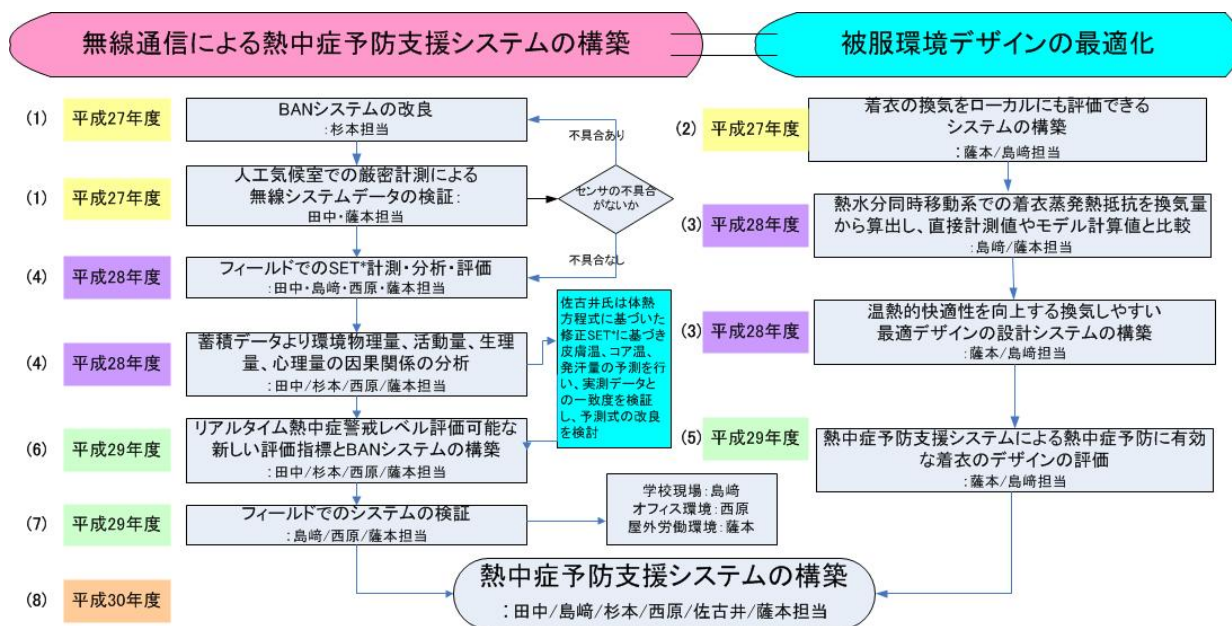 無線通信による熱中症予防支援システムの構築
被服環境デザインの最適化
(1) 平成27年度
BANシステムの改良
:杉本担当
(1) 平成27年度
人工気候室での厳密計測による
無線システムデータの検証:
田中・薩本担当
不具合あり
センサの不具合
がないか
不具合なし
(4) 平成28年度
フィールドでのSET*計測・分析・評価
:田中・島﨑・西原・薩本担当
(4) 平成28年度
蓄積データより環境物理量、活動量、生理
量、心理量の因果関係の分析
:田中/杉本/西原/薩本担当
佐古井氏は体熱
方程式に基づいた
修正SET*に基づき
皮膚温、コア温、
発汗量の予測を行
い、実測データと
の一致度を検証
し、予測式の改良
を検討
(6) 平成29年度
リアルタイム熱中症警戒レベル評価可能な
新しい評価指標とBANシステムの構築
:田中/杉本/西原/薩本担当
(7) 平成29年度
フィールドでのシステムの検証
:島﨑/西原/薩本担当
学校現場:島﨑
オフィス環境:西原
屋外労働環境:薩本
(2) 平成27年度
着衣の換気をローカルにも評価できる
システムの構築
:薩本/島﨑担当
(3) 平成28年度
熱水分同時移動系での着衣蒸発熱抵抗を換気量
から算出し、直接計測値やモデル計算値と比較
:島﨑/薩本担当
(3) 平成28年度
温熱的快適性を向上する換気しやすい
最適デザインの設計システムの構築
:薩本/島﨑担当
(5) 平成29年度
熱中症予防支援システムによる熱中症予防に有効
な着衣のデザインの評価
:薩本/島﨑担当
(8) 平成30年度
熱中症予防支援システムの構築
:田中/島﨑/杉本/西原/佐古井/薩本担当